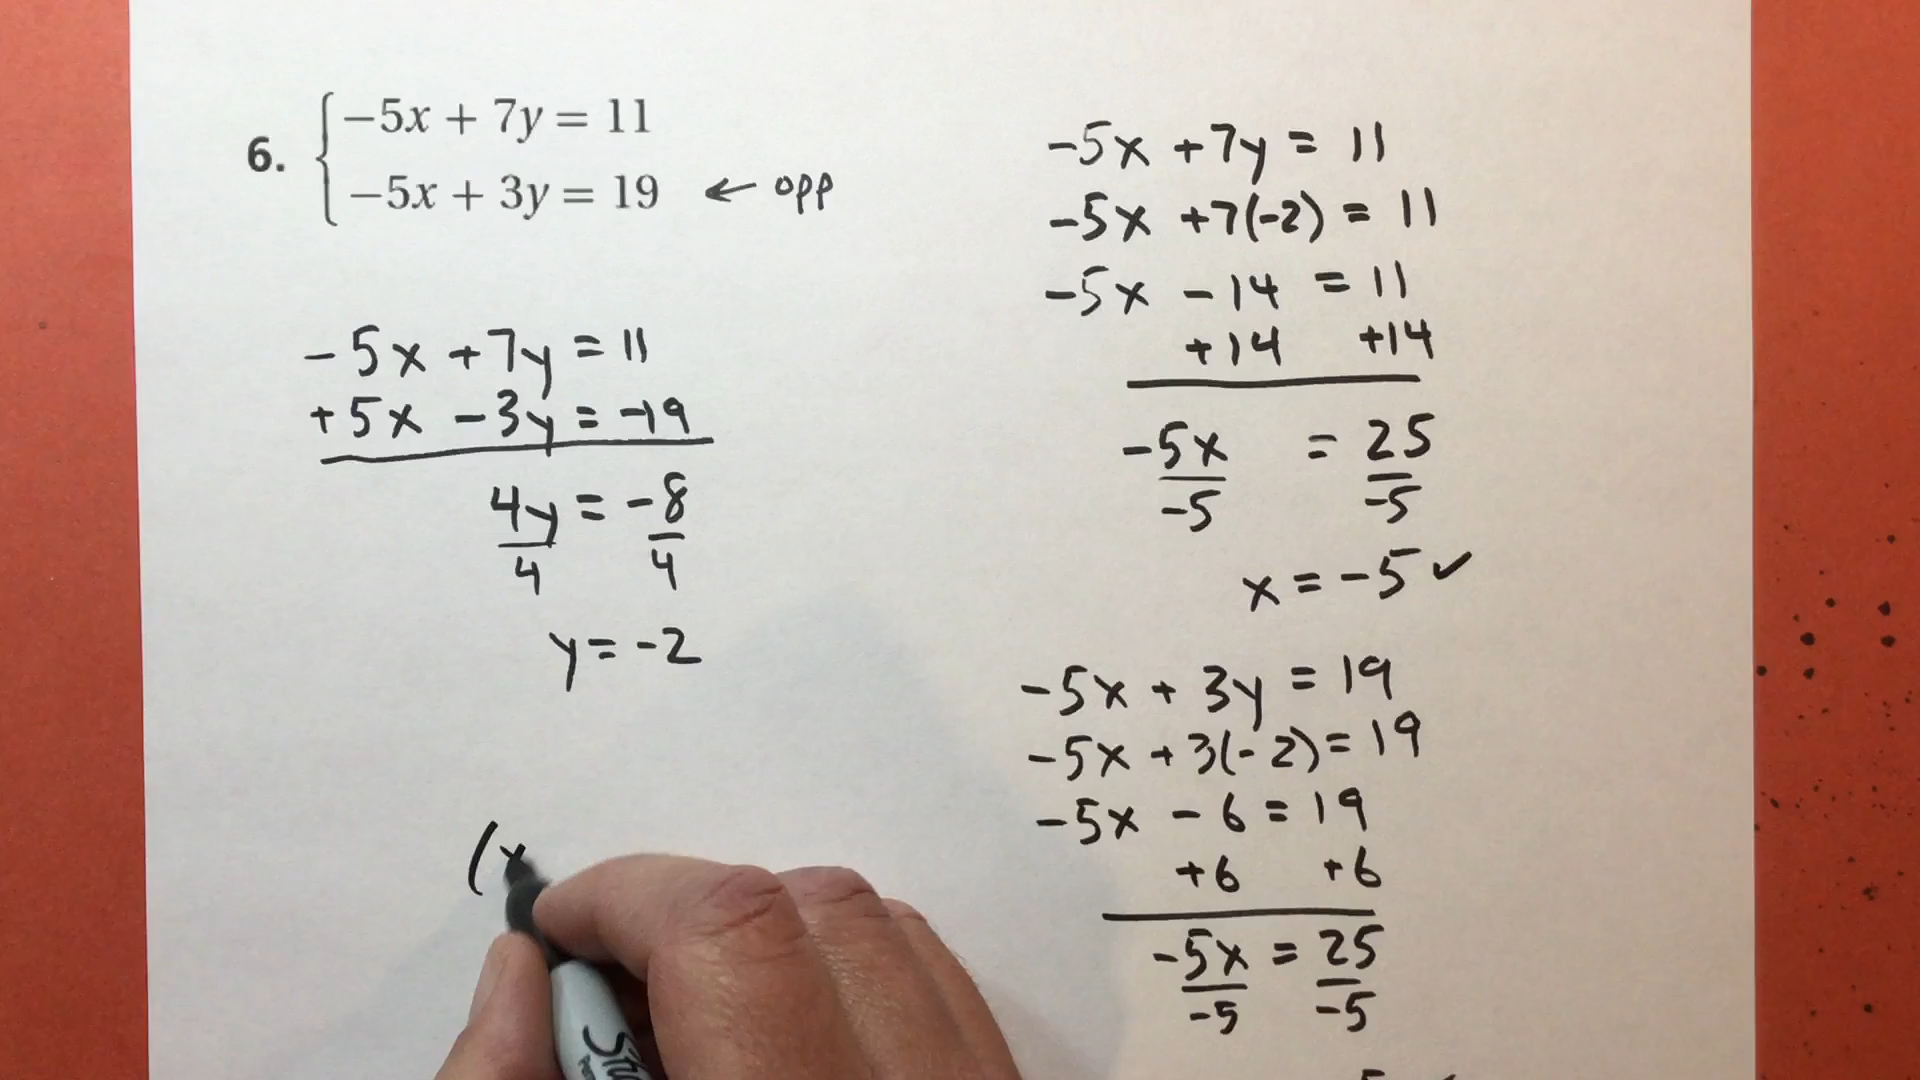 6.
−5x + 7y = 11
−5x + 3y = 19 ← opp
-5x +7y = 11
+5x -3y = -19
4y = -8
4 4
y = -2
(x
-5x +7y = 11
-5x +7(-2) = 11
-5x -14 = 11
+14 +14
-5x = 25
-5 -5
x = -5 ✓
-5x + 3y = 19
-5x + 3(-2) = 19
-5x - 6 = 19
+6 +6
-5x = 25
-5 -5